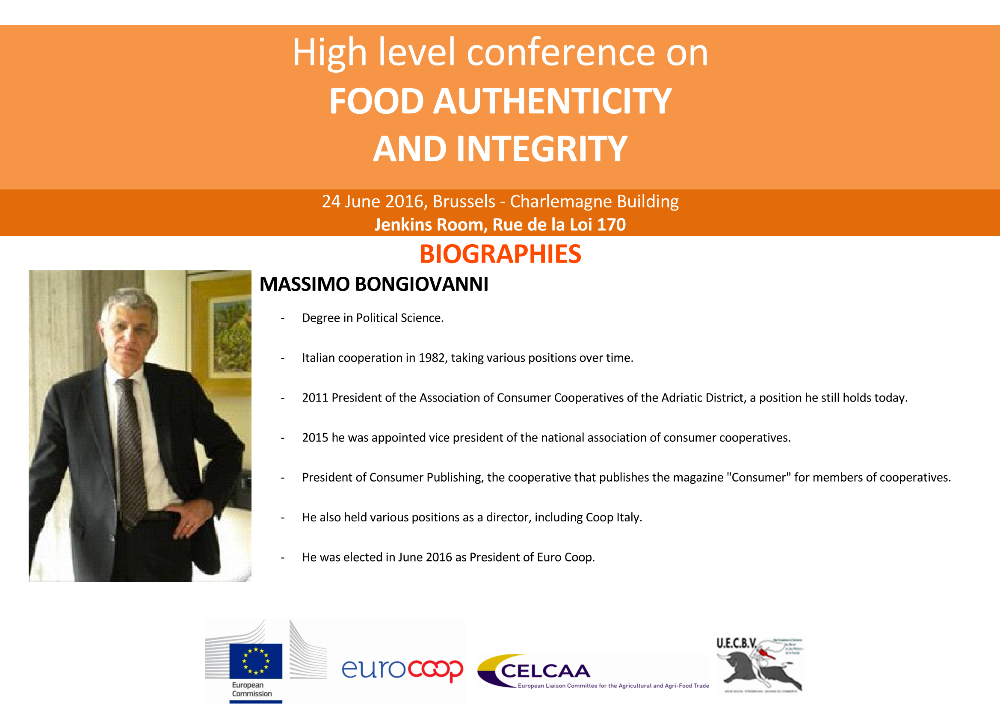 High level conference on
FOOD AUTHENTICITY
AND INTEGRITY
24 June 2016, Brussels - Charlemagne Building
Jenkins Room, Rue de la Loi 170
BIOGRAPHIES
MASSIMO BONGIOVANNI
- Degree in Political Science.
- Italian cooperation in 1982, taking various positions over time.
- 2011 President of the Association of Consumer Cooperatives of the Adriatic District, a position he still holds today.
- 2015 he was appointed vice president of the national association of consumer cooperatives.
- President of Consumer Publishing, the cooperative that publishes the magazine "Consumer" for members of cooperatives.
- He also held various positions as a director, including Coop Italy.
- He was elected in June 2016 as President of Euro Coop.
European
Commission
eurocoop
CELCAA
European Liaison Committee for the Agricultural and Agri-Food Trade
U.E.C.B.V.